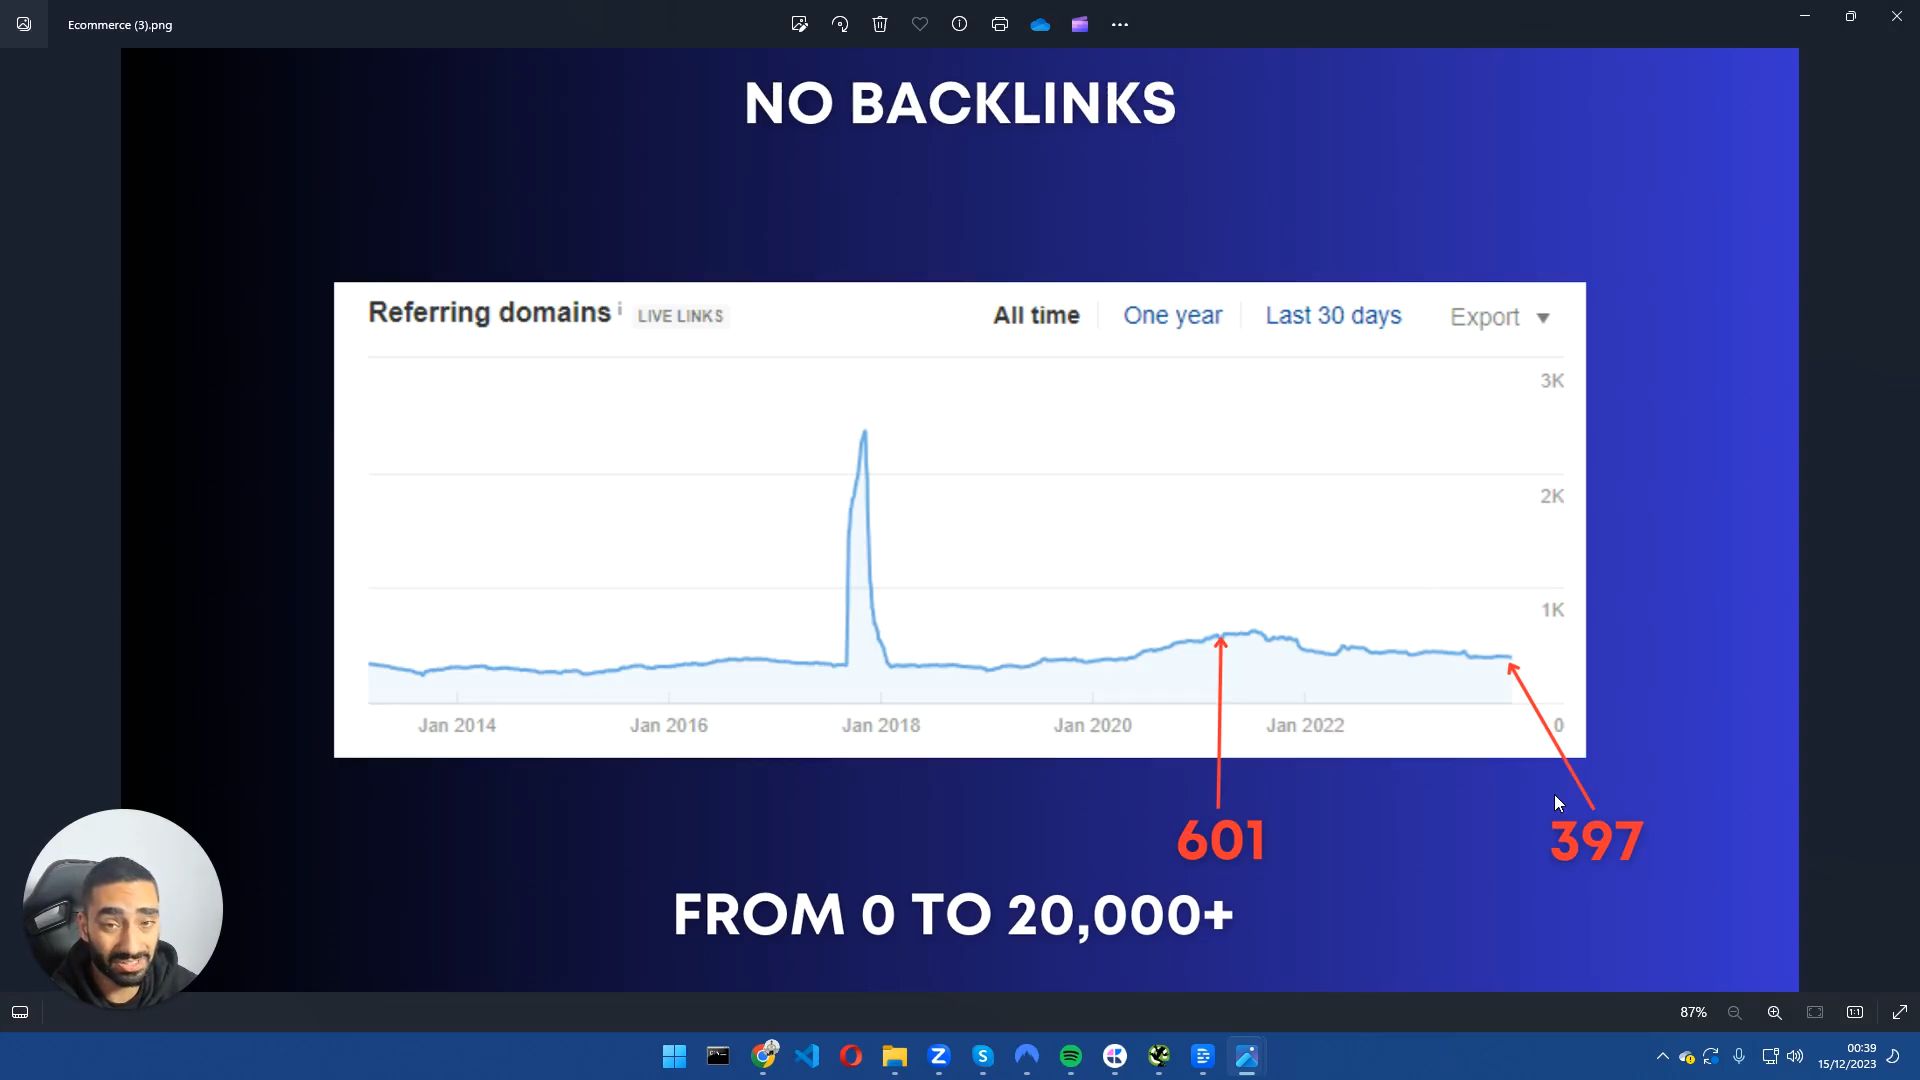 Ecommerce (3).png
NO BACKLINKS
Referring domains i LIVE LINKS
All time One year Last 30 days Export
3K
2K
1K
0
Jan 2014 Jan 2016 Jan 2018 Jan 2020 Jan 2022
601
397
FROM 0 TO 20,000+
87%
1:1
00:39
15/12/2023